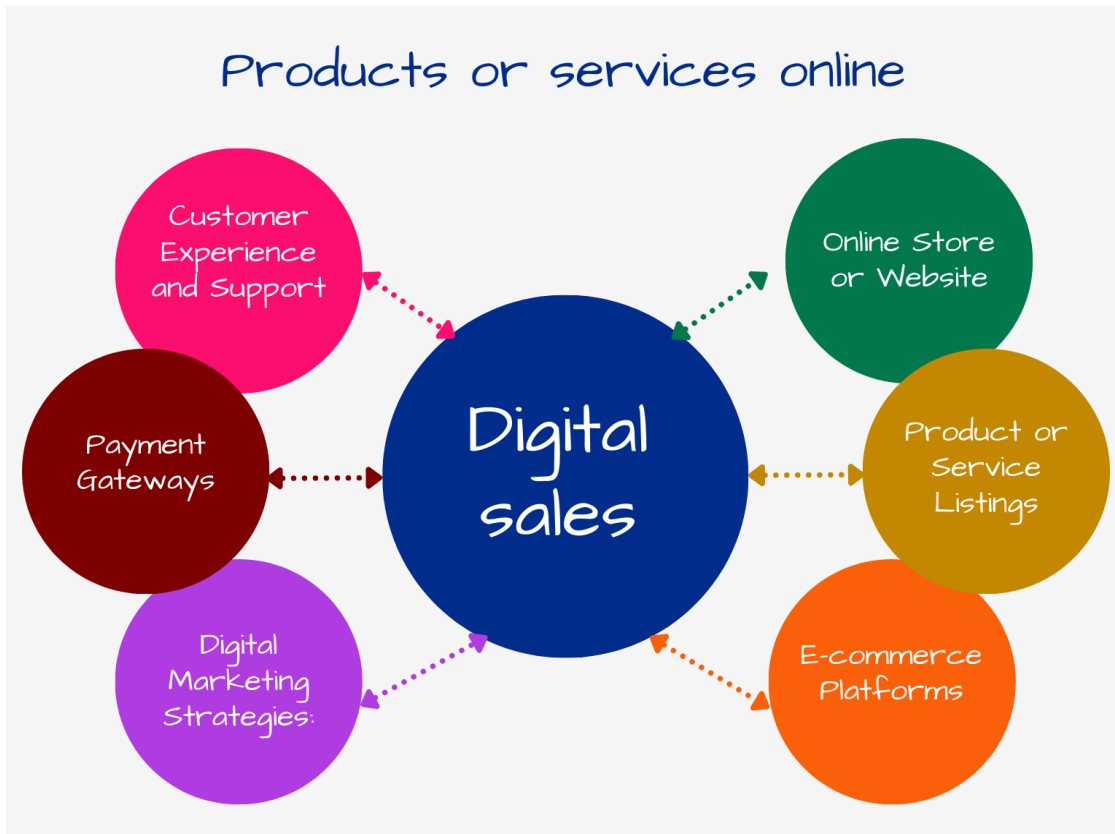 Products or services online
Customer
Experience
and Support
Online Store
or Website
Payment
Gateways
Digital
sales
Product or
Service
Listings
Digital
Marketing
Strategies:
E-commerce
Platforms